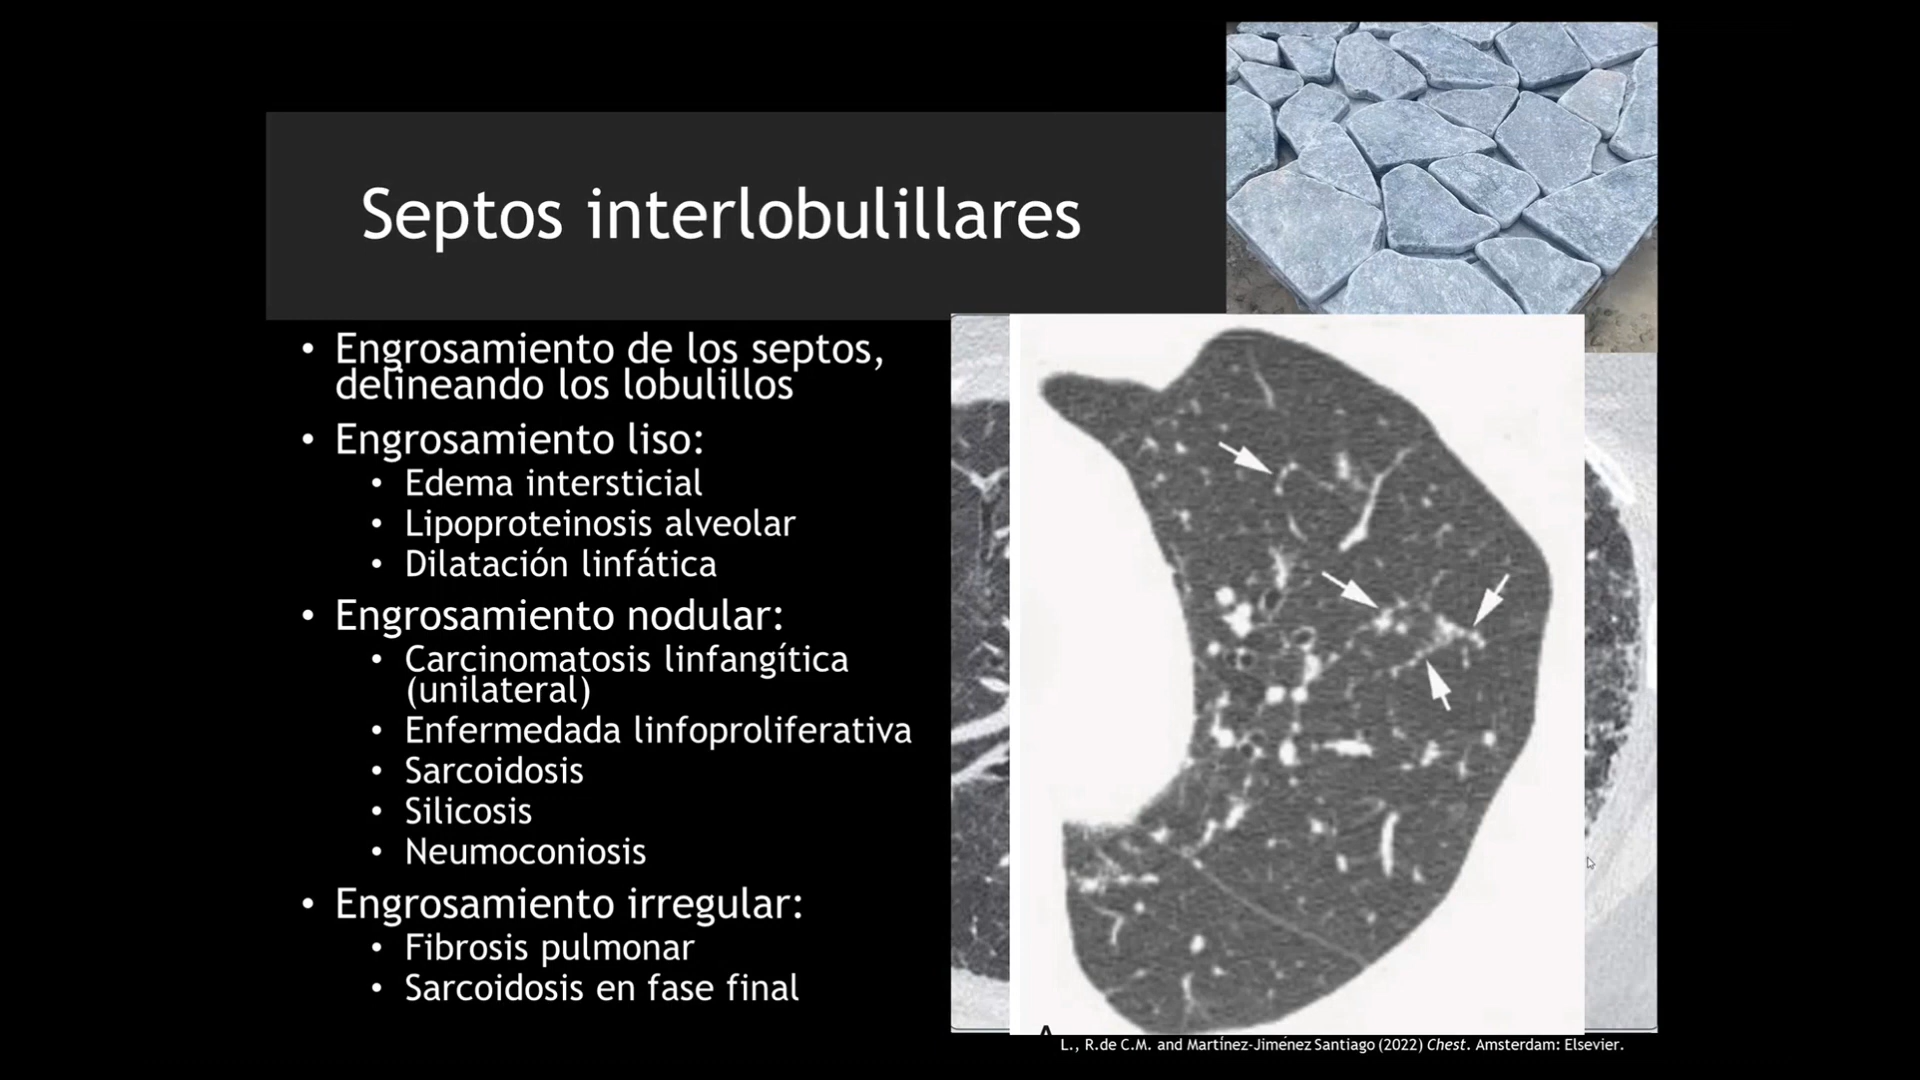 Septos interlobulillares
• Engrosamiento de los septos,
delineando los lobulillos
• Engrosamiento liso:
• Edema intersticial
• Lipoproteinosis alveolar
• Dilatación linfática
• Engrosamiento nodular:
• Carcinomatosis linfangítica
(unilateral)
• Enfermedada linfoproliferativa
• Sarcoidosis
• Silicosis
• Neumoconiosis
• Engrosamiento irregular:
• Fibrosis pulmonar
• Sarcoidosis en fase final
A
L., R.de C.M. and Martínez-Jiménez Santiago (2022) Chest. Amsterdam: Elsevier.